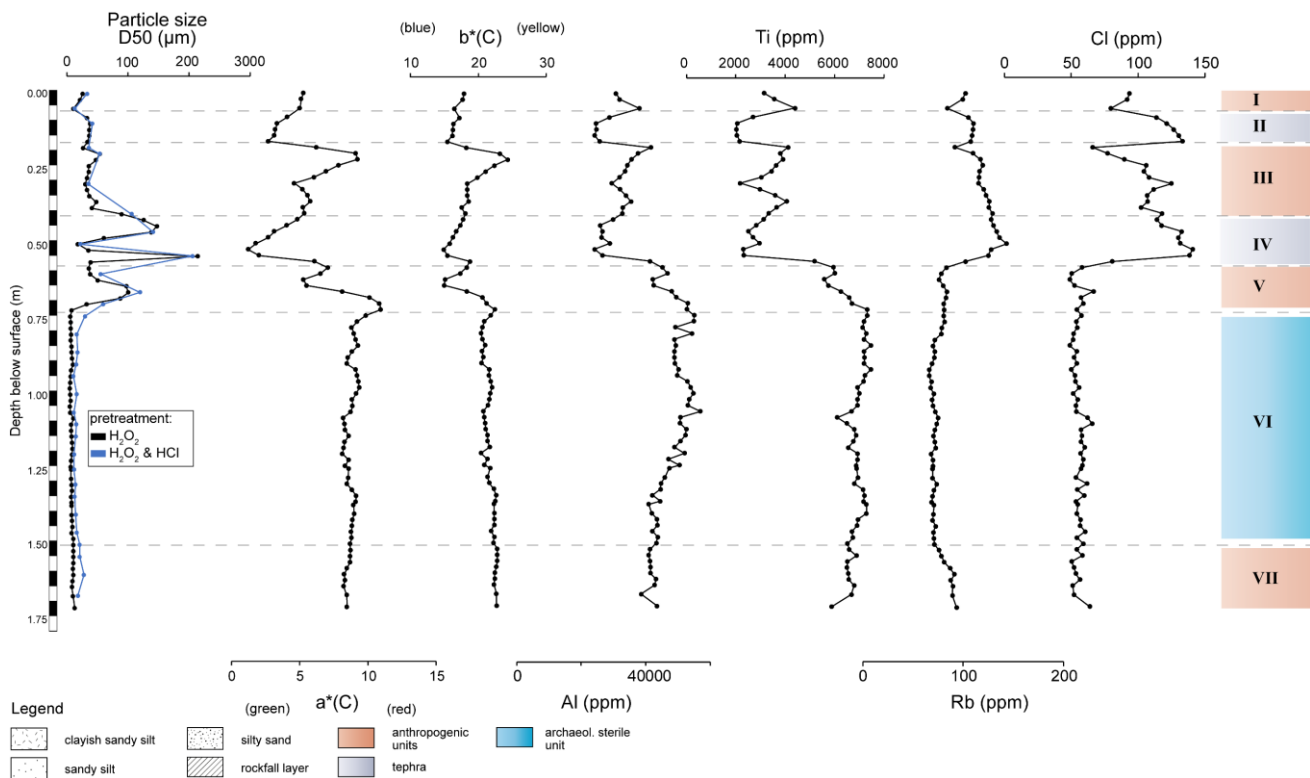 Particle size
D50 (µm)
0 100 200 3000
(blue) b*(C) (yellow)
10 20 30
Ti (ppm)
0 2000 4000 6000 8000
Cl (ppm)
0 50 100 150
Depth below surface (m)
0.00
0.25
0.50
0.75
1.00
1.25
1.50
1.75
pretreatment:
H2O2
H2O2 & HCl
I
II
III
IV
V
VI
VII
0 5 10 15
a*(C)
(green) (red)
0 40000
Al (ppm)
0 100 200
Rb (ppm)
Legend
clayish sandy silt
sandy silt
silty sand
rockfall layer
anthropogenic
units
tephra
archaeol. sterile
unit